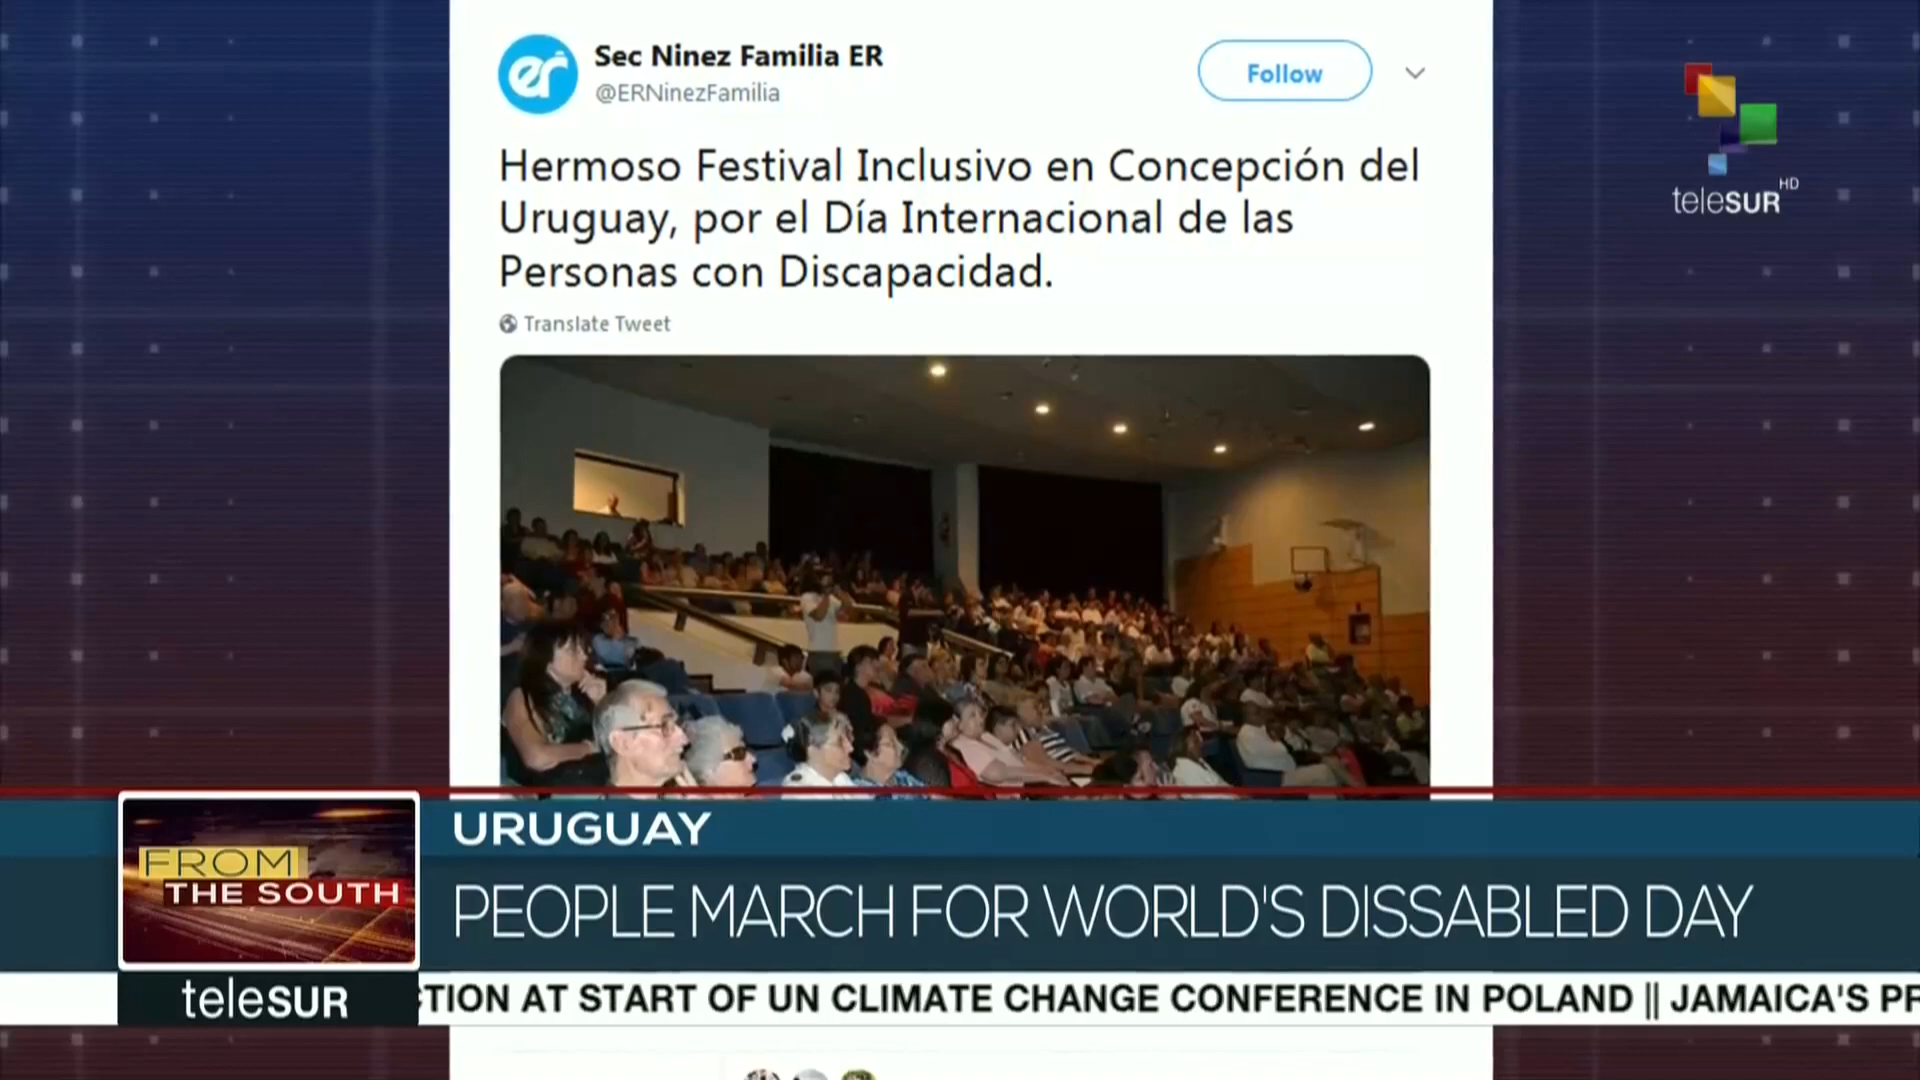 er
Sec Ninez Familia ER
@ERNinezFamilia
Follow
Hermoso Festival Inclusivo en Concepción del
Uruguay, por el Día Internacional de las
Personas con Discapacidad.
Translate Tweet
teleSUR HD
FROM
THE SOUTH
URUGUAY
PEOPLE MARCH FOR WORLD'S DISSABLED DAY
teleSUR
CTION AT START OF UN CLIMATE CHANGE CONFERENCE IN POLAND || JAMAICA'S PR